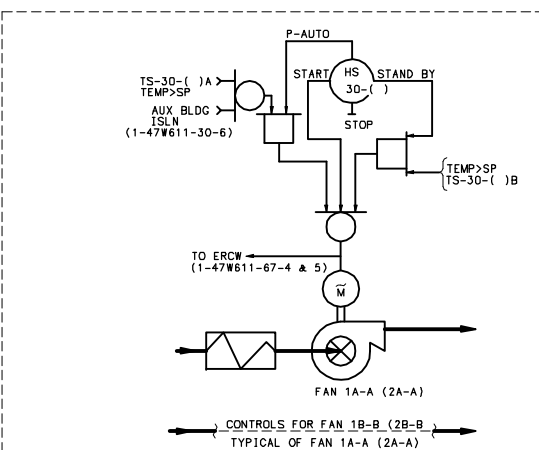 P-AUTO
TS-30-( )A
TEMP>SP
AUX BLDG
ISLN
(1-47W611-30-6)
START
HS
30-( )
STAND BY
STOP
TEMP>SP
TS-30-( )B
TO ERCW
(1-47W611-67-4 & 5)
M
FAN 1A-A (2A-A)
CONTROLS FOR FAN 1B-B (2B-B
TYPICAL OF FAN 1A-A (2A-A)